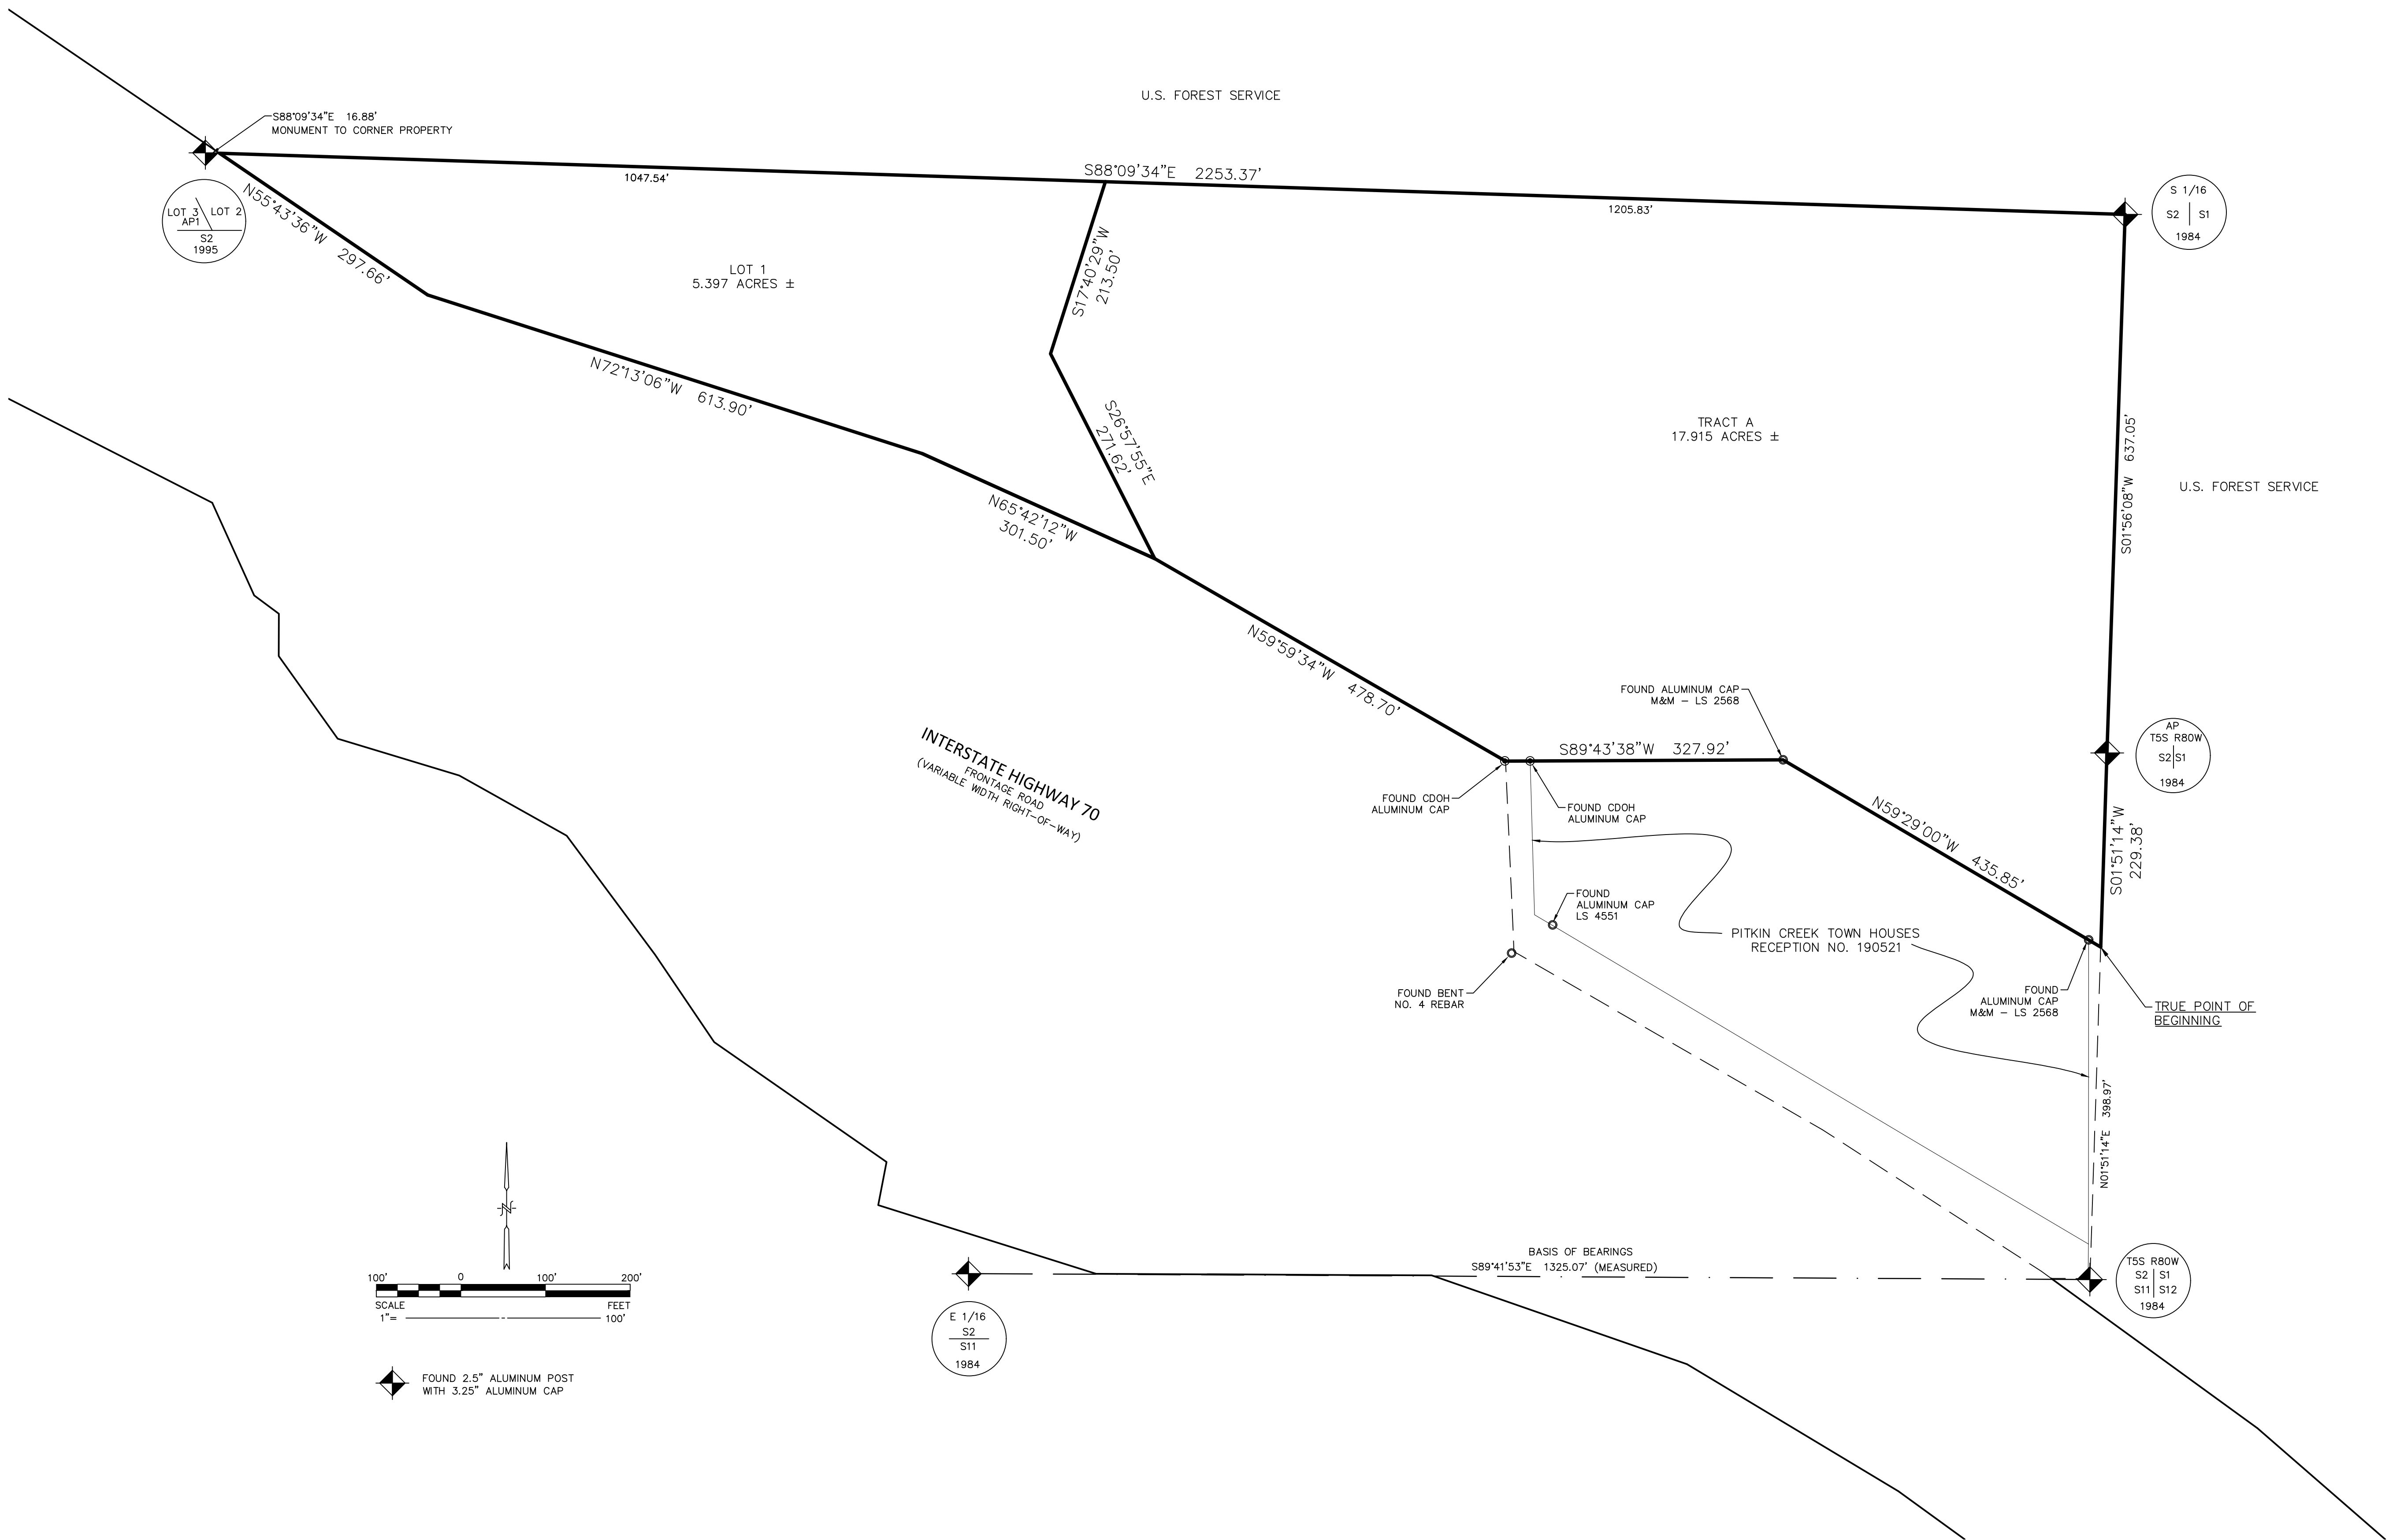 U.S. FOREST SERVICE
S88°09'34"E 16.88'
MONUMENT TO CORNER PROPERTY
S88°09'34"E 2253.37'
1047.54'
1205.83'
LOT 3 LOT 2
AP1
S2
1995
N55°43'36"W 297.66'
S 1/16
S2 S1
1984
LOT 1
5.397 ACRES ±
S17°40'29"W
213.50'
N72°13'06"W 613.90'
S26°57'55"E
271.62'
TRACT A
17.915 ACRES ±
S01°56'08"W 637.05'
U.S. FOREST SERVICE
N65°42'12"W
301.50'
N59°59'34"W 478.70'
FOUND ALUMINUM CAP
M&M - LS 2568
S89°43'38"W 327.92'
AP
T5S R80W
S2 S1
1984
INTERSTATE HIGHWAY 70
FRONTAGE ROAD
(VARIABLE WIDTH RIGHT-OF-WAY)
FOUND CDOH
ALUMINUM CAP
FOUND CDOH
ALUMINUM CAP
N59°29'00"W 435.85'
S01°51'14"W
229.38'
FOUND
ALUMINUM CAP
LS 4551
PITKIN CREEK TOWN HOUSES
RECEPTION NO. 190521
FOUND BENT
NO. 4 REBAR
FOUND
ALUMINUM CAP
M&M - LS 2568
TRUE POINT OF
BEGINNING
N01°51'14"E 398.97'
N
BASIS OF BEARINGS
S89°41'53"E 1325.07' (MEASURED)
T5S R80W
S2 S1
S11 S12
1984
E 1/16
S2
S11
1984
100' 0 100' 200'
SCALE FEET
1"= 100'
FOUND 2.5" ALUMINUM POST
WITH 3.25" ALUMINUM CAP